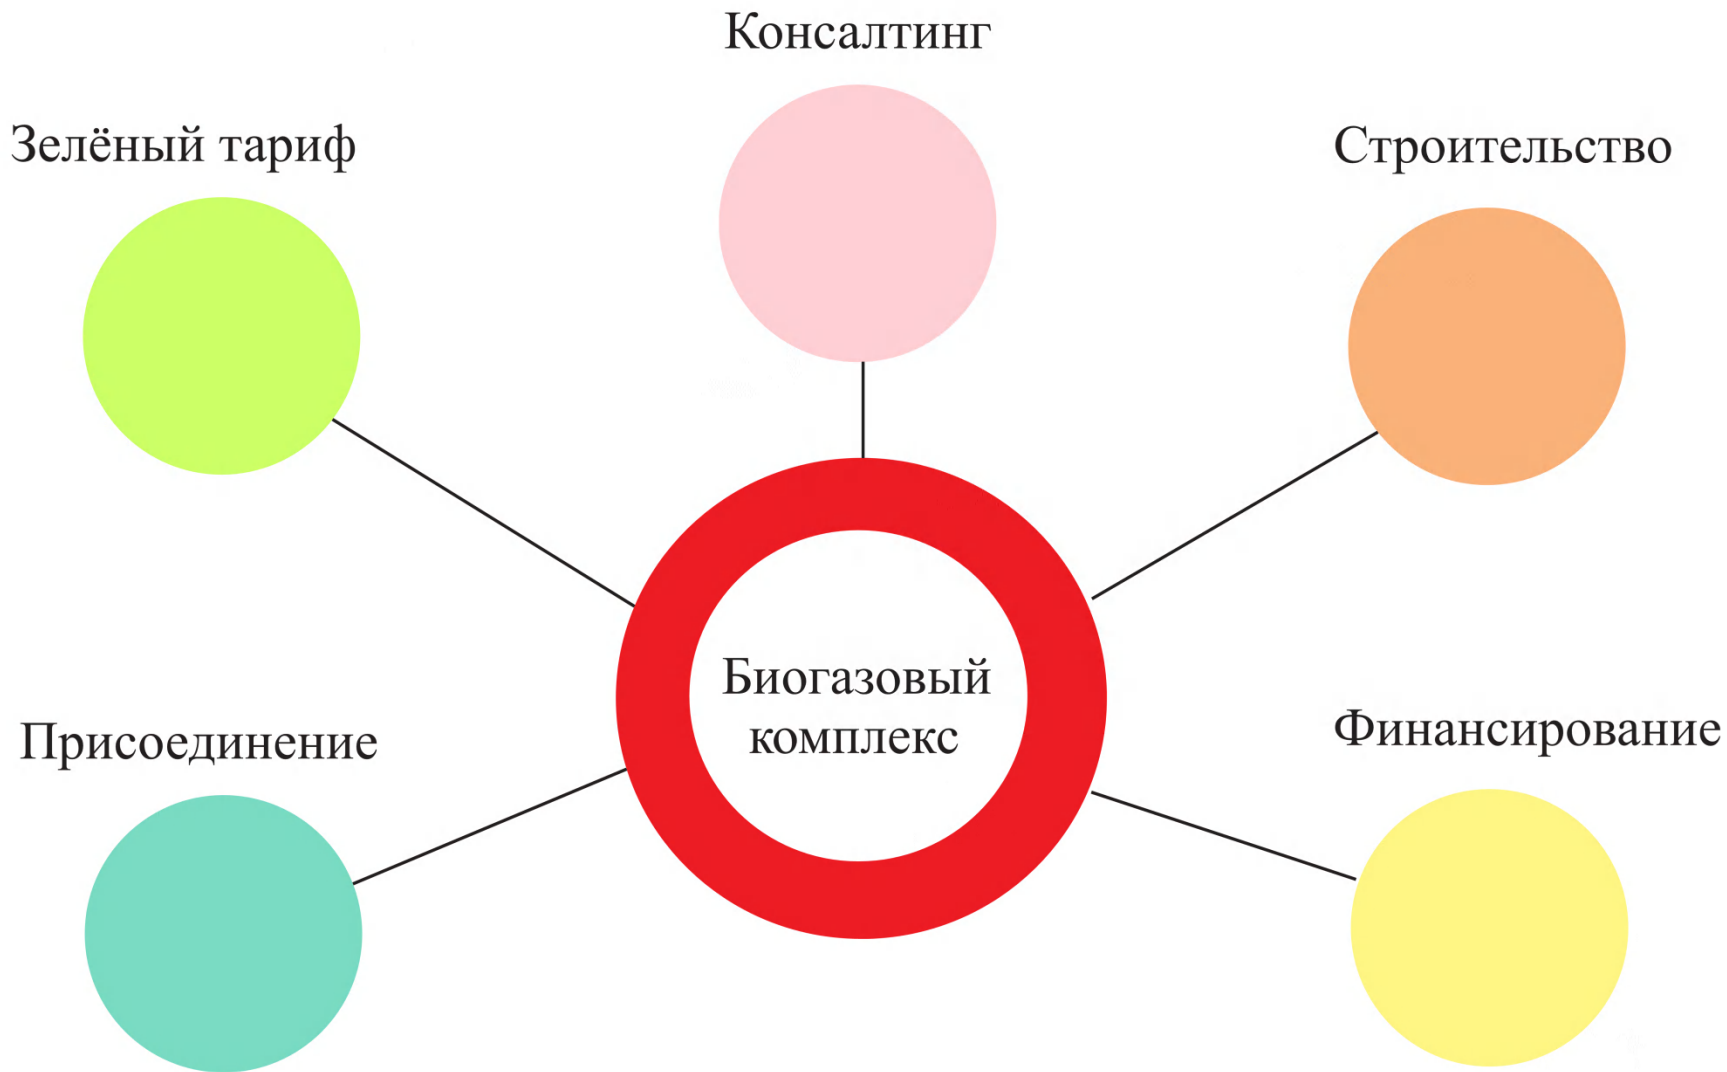 Консалтинг
Зелёный тариф
Строительство
Биогазовый
комплекс
Присоединение
Финансирование